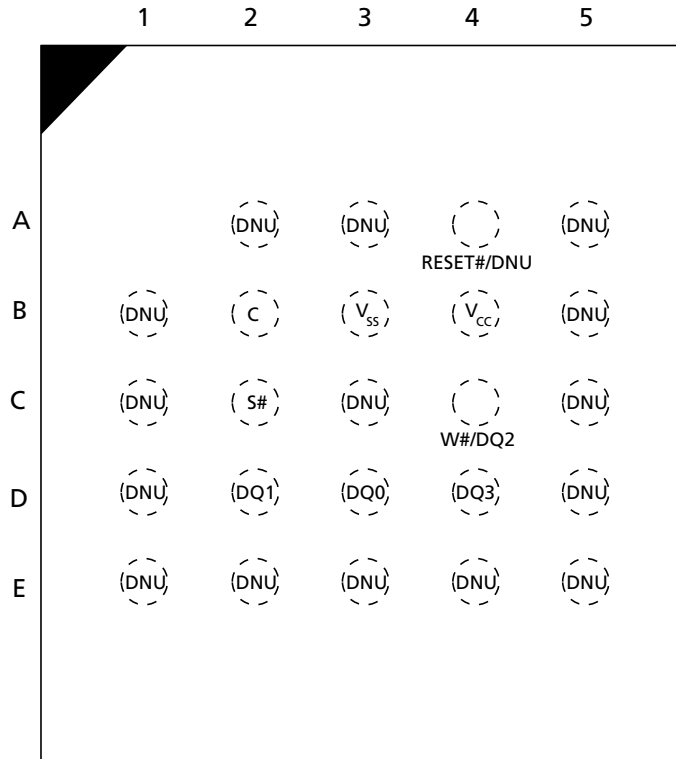 1 2 3 4 5
A DNU DNU DNU
RESET#/DNU
B DNU C VSS VCC DNU
C DNU S# DNU DNU
W#/DQ2
D DNU DQ1 DQ0 DQ3 DNU
E DNU DNU DNU DNU DNU